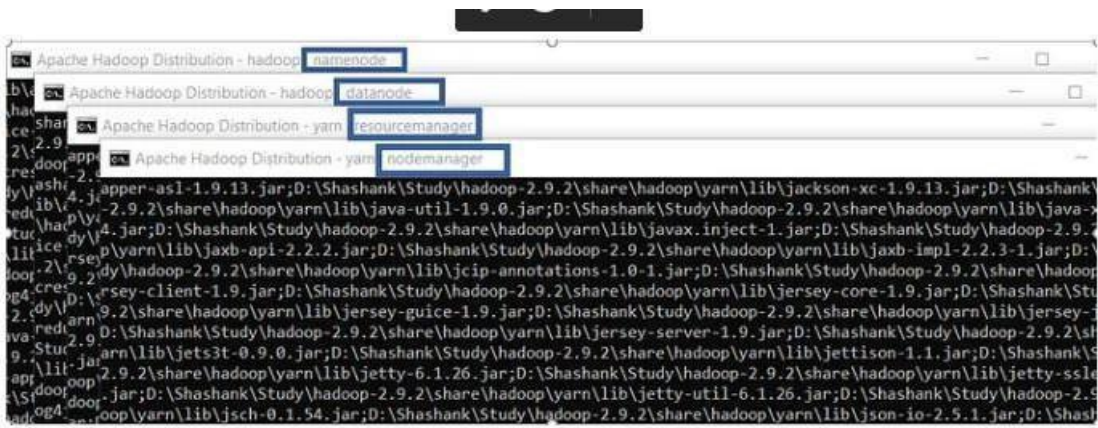 Apache Hadoop Distribution - hadoop namenode
Apache Hadoop Distribution - hadoop datanode
Apache Hadoop Distribution - yarn resourcemanager
Apache Hadoop Distribution - yarn nodemanager
apper-asl-1.9.13.jar;D:\Shashank\Study\hadoop-2.9.2\share\hadoop\yarn\lib\jackson-xc-1.9.13.jar;D:\Shashank\
-2.9.2\share\hadoop\yarn\lib\java-util-1.9.0.jar;D:\Shashank\Study\hadoop-2.9.2\share\hadoop\yarn\lib\java-x
4.jar;D:\Shashank\Study\hadoop-2.9.2\share\hadoop\yarn\lib\javax.inject-1.jar;D:\Shashank\Study\hadoop-2.9.
p\yarn\lib\jaxb-api-2.2.2.jar;D:\Shashank\Study\hadoop-2.9.2\share\hadoop\yarn\lib\jaxb-impl-2.2.3-1.jar;D:\
dy\hadoop-2.9.2\share\hadoop\yarn\lib\jcip-annotations-1.0-1.jar;D:\Shashank\Study\hadoop-2.9.2\share\hadoop
rsey-client-1.9.jar;D:\Shashank\Study\hadoop-2.9.2\share\hadoop\yarn\lib\jersey-core-1.9.jar;D:\Shashank\Stu
9.2\share\hadoop\yarn\lib\jersey-guice-1.9.jar;D:\Shashank\Study\hadoop-2.9.2\share\hadoop\yarn\lib\jersey-j
D:\Shashank\Study\hadoop-2.9.2\share\hadoop\yarn\lib\jersey-server-1.9.jar;D:\Shashank\Study\hadoop-2.9.2\sh
arn\lib\jets3t-0.9.0.jar;D:\Shashank\Study\hadoop-2.9.2\share\hadoop\yarn\lib\jettison-1.1.jar;D:\Shashank\S
2.9.2\share\hadoop\yarn\lib\jetty-6.1.26.jar;D:\Shashank\Study\hadoop-2.9.2\share\hadoop\yarn\lib\jetty-ssle
.jar;D:\Shashank\Study\hadoop-2.9.2\share\hadoop\yarn\lib\jetty-util-6.1.26.jar;D:\Shashank\Study\hadoop-2.9
oop\yarn\lib\jsch-0.1.54.jar;D:\Shashank\Study\hadoop-2.9.2\share\hadoop\yarn\lib\json-io-2.5.1.jar;D:\Shash